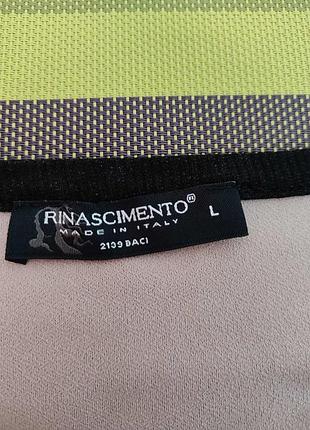 RINASCIMENTO® L
MADE IN ITALY
2139 BACI